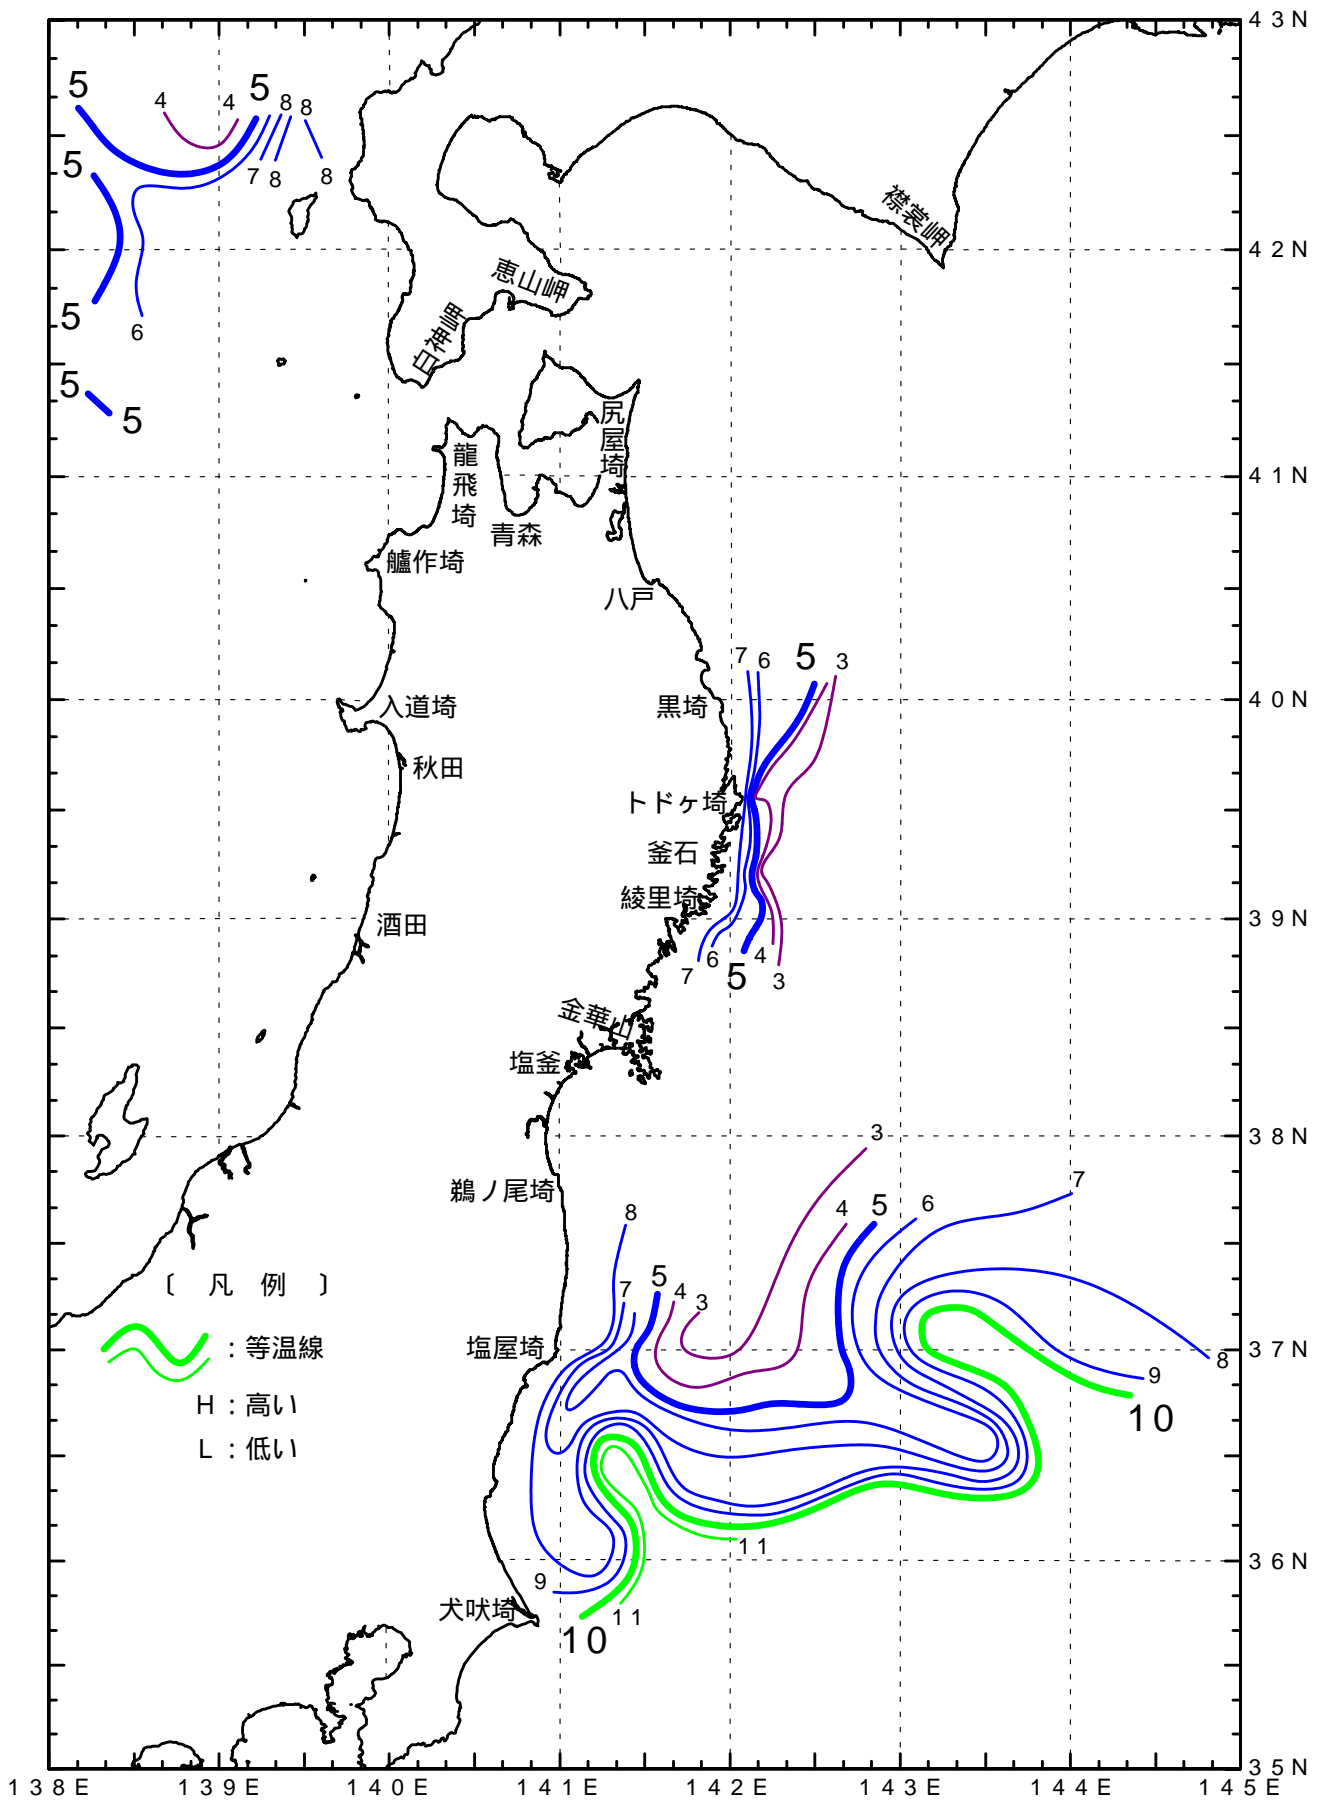 43N
5
4
4
5
8
8
5
7
8
8
襟裳岬
42N
恵山岬
5
6
白神岬
5
5
尻屋埼
龍飛埼
41N
青森
艫作埼
八戸
7
6
5
3
入道埼
黒埼
40N
秋田
トドヶ埼
釜石
綾里埼
酒田
39N
7
6
5
4
3
金華山
塩釜
3
38N
鵜ノ尾埼
7
8
4
5
6
〔 凡 例 〕
7
5
4
3
：等温線
塩屋埼
37N
8
9
10
H：高い
L：低い
11
36N
9
犬吠埼
11
10
35N
138E
139E
140E
141E
142E
143E
144E
145E